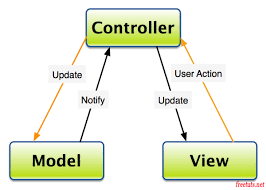 Controller
Update
User Action
Notify
Update
Model
View
freetuts.net